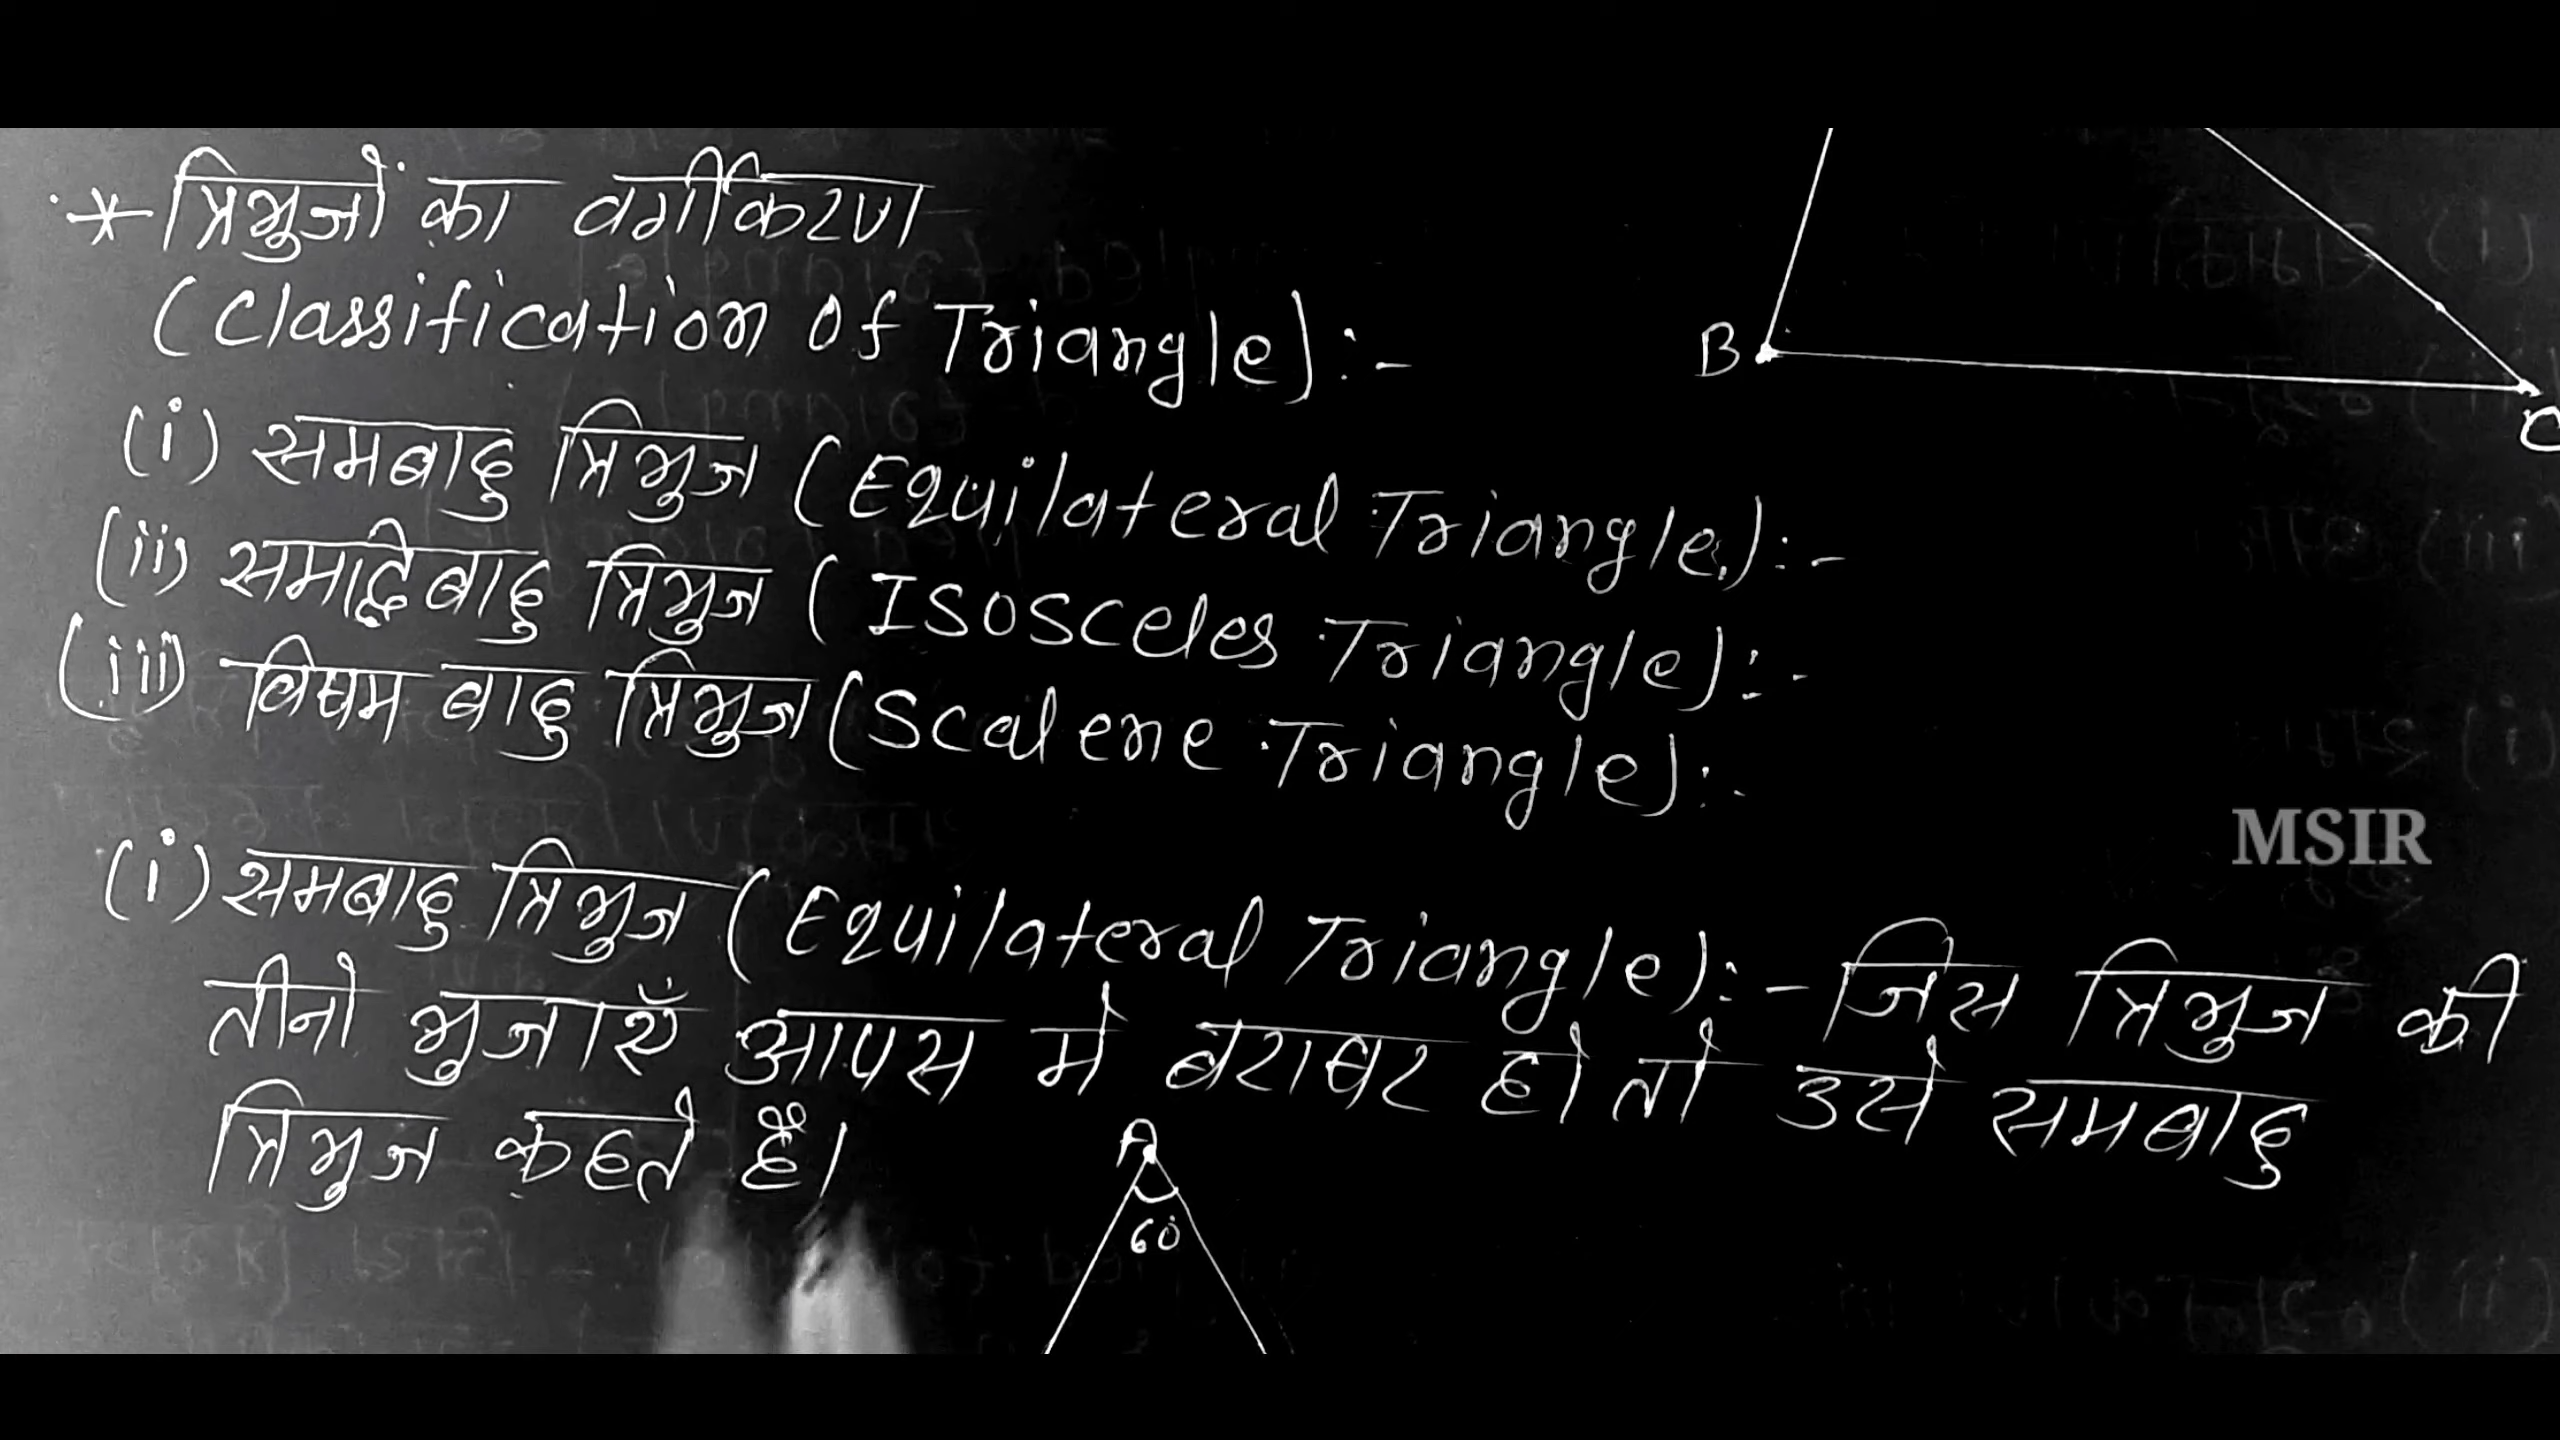 * त्रिभुजों का वर्गीकरण
(Classification of Triangle):-
B
C
(i) समबाहु त्रिभुज (Equilateral Triangle):-
(ii) समद्विबाहु त्रिभुज (Isosceles Triangle):-
(iii) विषम बाहु त्रिभुज (Scalene Triangle):-
MSIR
(i) समबाहु त्रिभुज (Equilateral Triangle):- जिस त्रिभुज की
तीनो भुजाएँ आपस मे बराबर हो तो उसे समबाहु
त्रिभुज कहते हैं।
A
60°